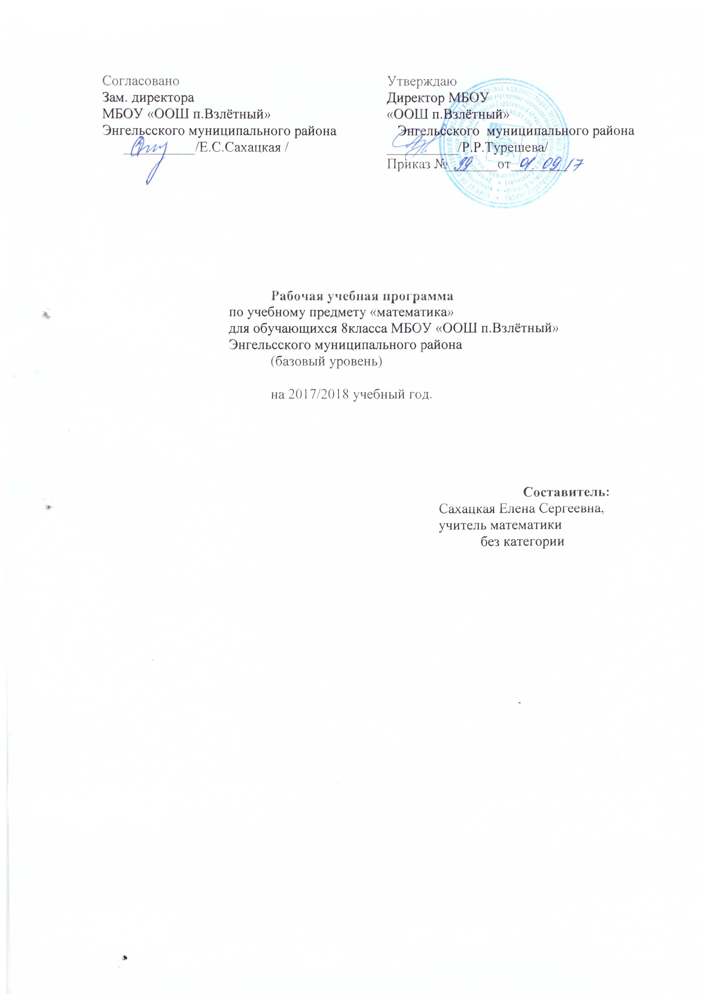 Согласовано
Зам. директора
МБОУ «ООШ п.Взлётный»
Энгельсского муниципального района
__________/Е.С.Сахацкая /
Утверждаю
Директор МБОУ
«ООШ п.Взлётный»
Энгельсского муниципального района
__________/Р.Р.Турешева/
Приказ № 99 от 01.09.17
Рабочая учебная программа
по учебному предмету «математика»
для обучающихся 8класса МБОУ «ООШ п.Взлётный»
Энгельсского муниципального района
(базовый уровень)
на 2017/2018 учебный год.
Составитель:
Сахацкая Елена Сергеевна,
учитель математики
без категории